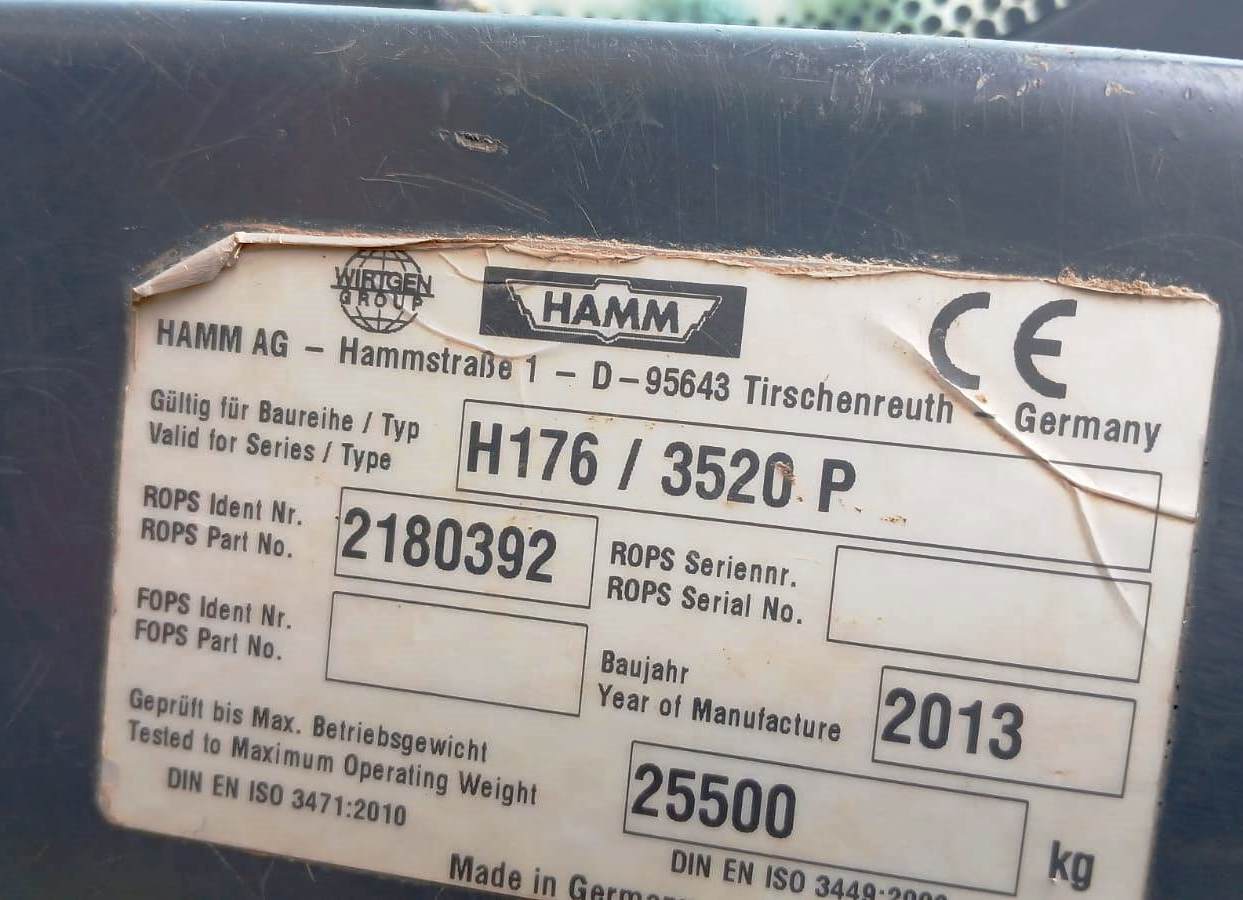 WIRTGEN
GROUP
HAMM
CE
HAMM AG – Hammstraße 1 – D–95643 Tirschenreuth – Germany
Gültig für Baureihe / Typ
Valid for Series / Type
H176 / 3520 P
ROPS Ident Nr.
ROPS Part No.
2180392
ROPS Seriennr.
ROPS Serial No.
FOPS Ident Nr.
FOPS Part No.
Baujahr
Year of Manufacture
2013
Geprüft bis Max. Betriebsgewicht
Tested to Maximum Operating Weight
25500 kg
DIN EN ISO 3471:2010
DIN EN ISO
Made in